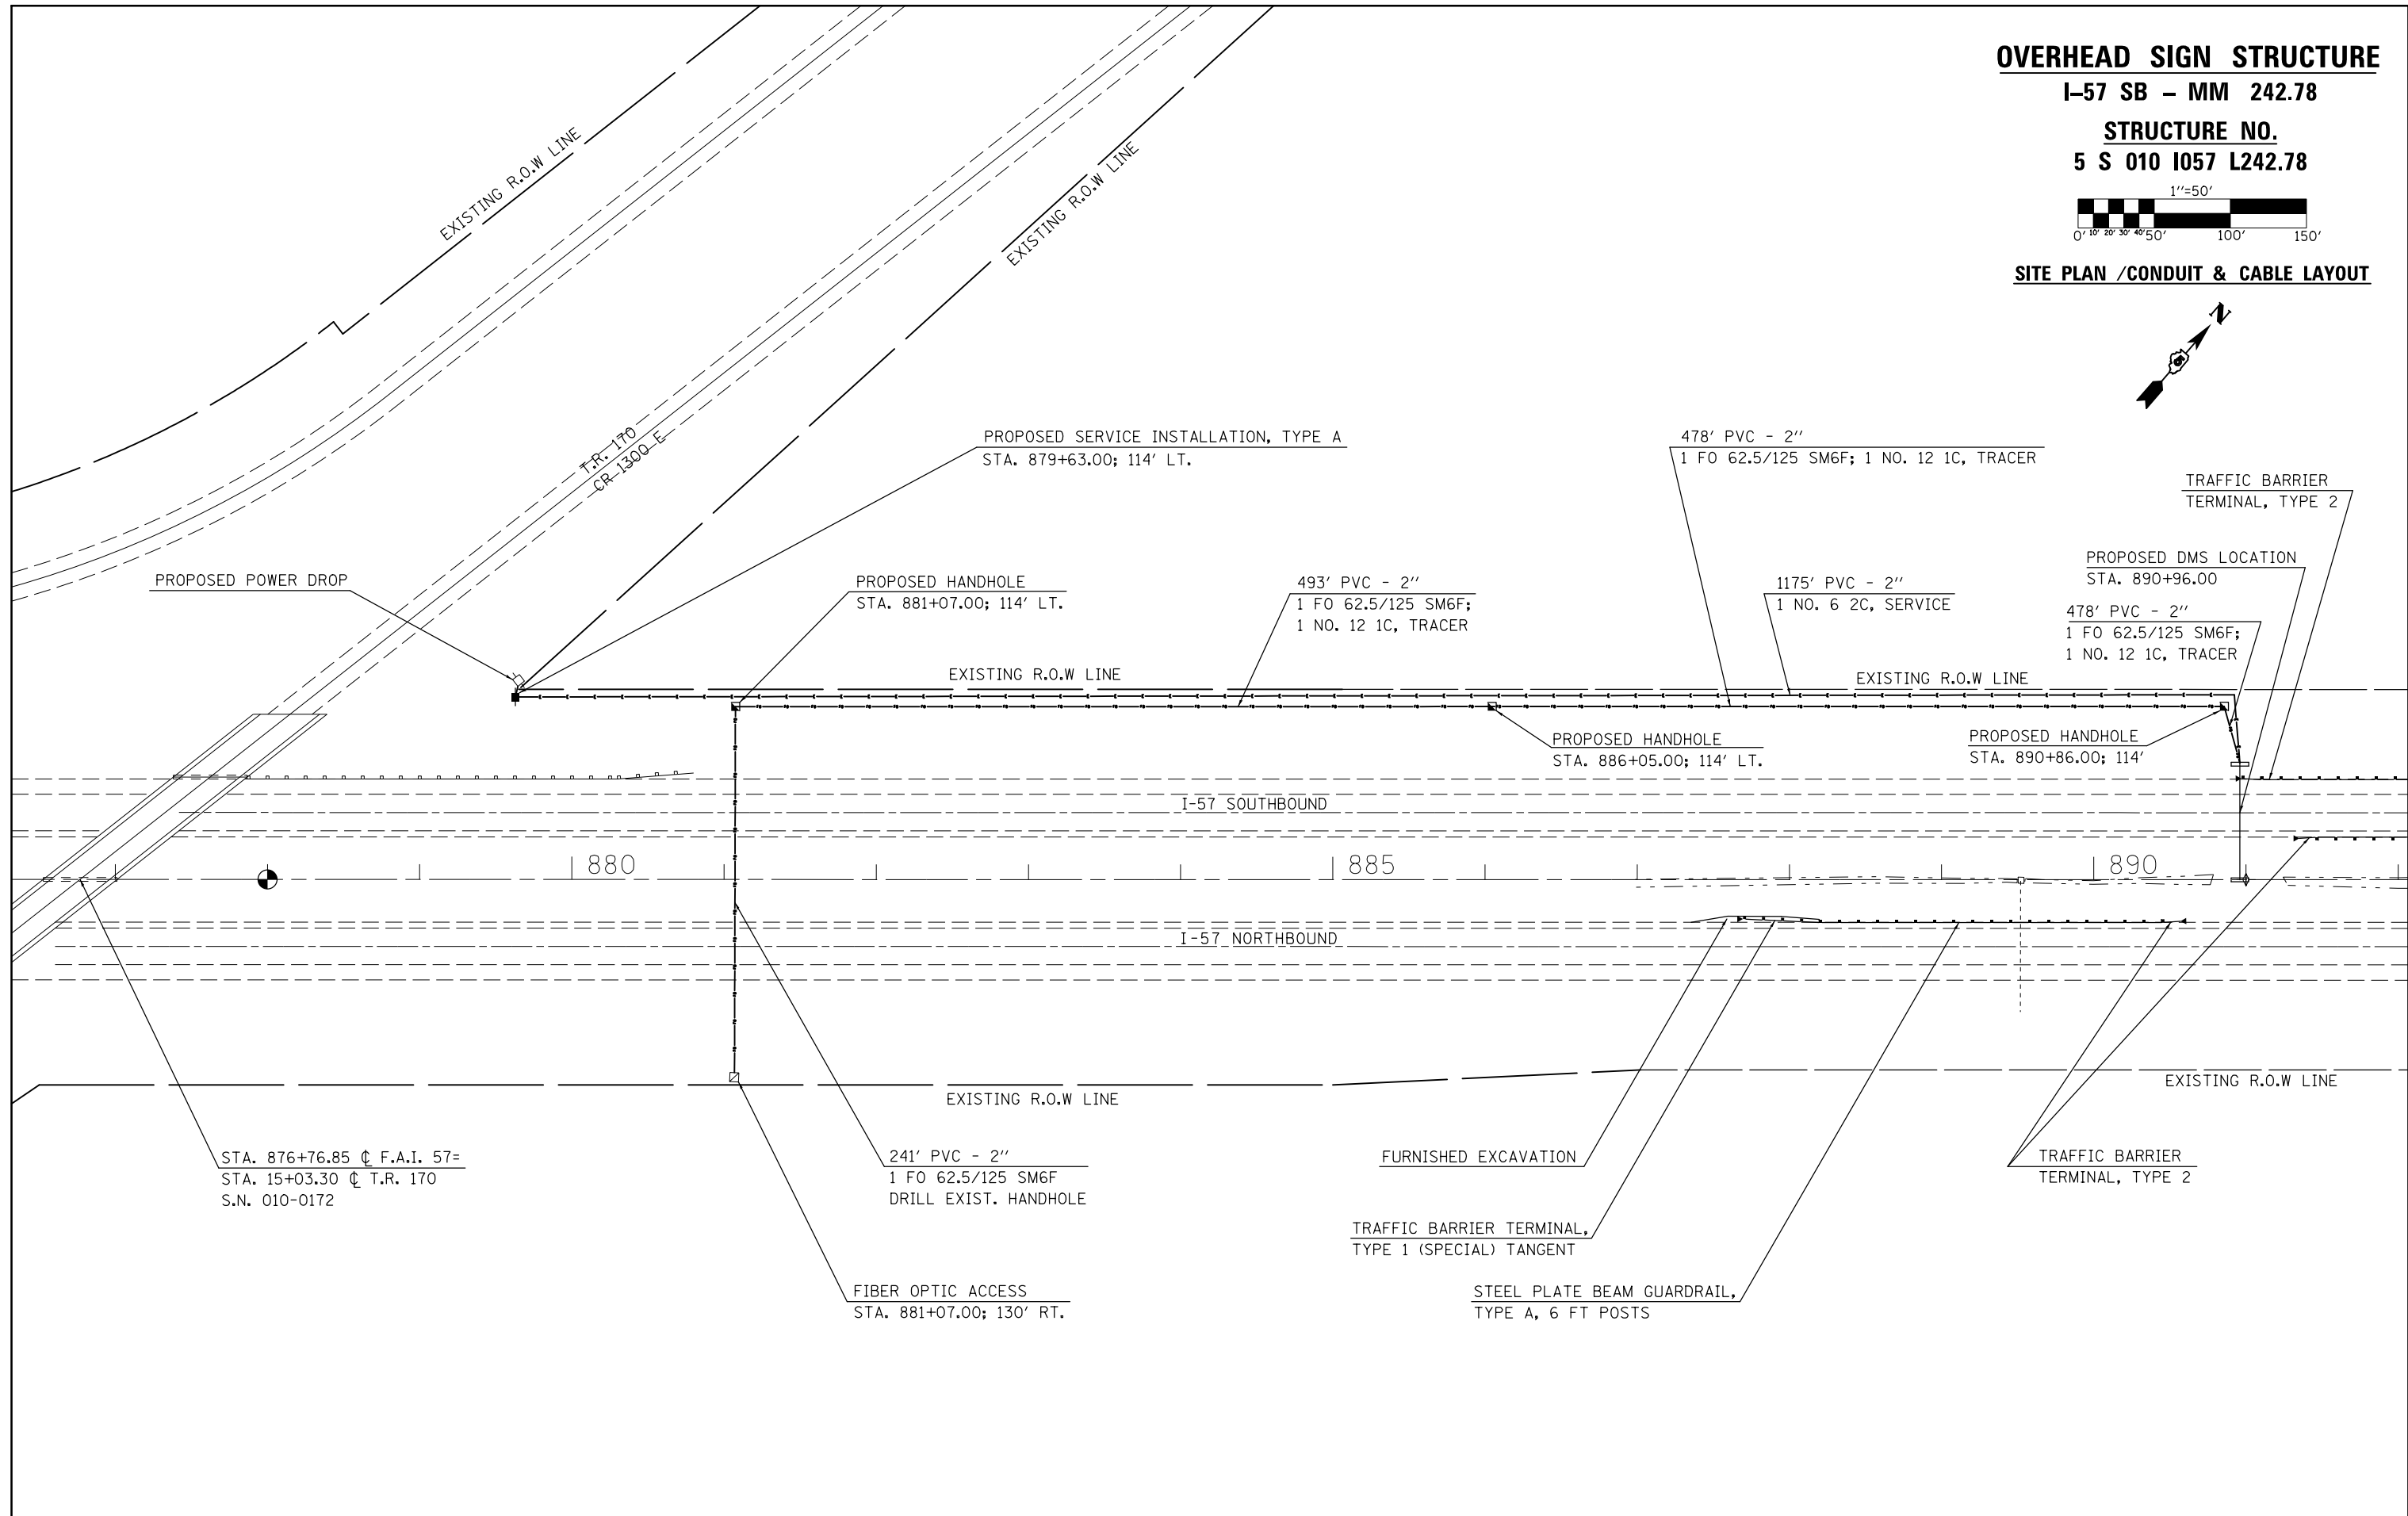 OVERHEAD SIGN STRUCTURE
I-57 SB - MM 242.78
STRUCTURE NO.
5 S 010 I057 L242.78
1''=50'
0' 10' 20' 30' 40' 50' 100' 150'
SITE PLAN /CONDUIT & CABLE LAYOUT
N
EXISTING R.O.W LINE
EXISTING R.O.W LINE
T.R. 170
CR 1300 E
PROPOSED SERVICE INSTALLATION, TYPE A
STA. 879+63.00; 114' LT.
478' PVC - 2''
1 FO 62.5/125 SM6F; 1 NO. 12 1C, TRACER
TRAFFIC BARRIER
TERMINAL, TYPE 2
PROPOSED POWER DROP
PROPOSED HANDHOLE
STA. 881+07.00; 114' LT.
493' PVC - 2''
1 FO 62.5/125 SM6F;
1 NO. 12 1C, TRACER
1175' PVC - 2''
1 NO. 6 2C, SERVICE
PROPOSED DMS LOCATION
STA. 890+96.00
478' PVC - 2''
1 FO 62.5/125 SM6F;
1 NO. 12 1C, TRACER
EXISTING R.O.W LINE
EXISTING R.O.W LINE
PROPOSED HANDHOLE
STA. 886+05.00; 114' LT.
PROPOSED HANDHOLE
STA. 890+86.00; 114'
I-57 SOUTHBOUND
880
885
890
I-57 NORTHBOUND
EXISTING R.O.W LINE
EXISTING R.O.W LINE
STA. 876+76.85 ℄ F.A.I. 57=
STA. 15+03.30 ℄ T.R. 170
S.N. 010-0172
241' PVC - 2''
1 FO 62.5/125 SM6F
DRILL EXIST. HANDHOLE
FURNISHED EXCAVATION
TRAFFIC BARRIER
TERMINAL, TYPE 2
TRAFFIC BARRIER TERMINAL,
TYPE 1 (SPECIAL) TANGENT
FIBER OPTIC ACCESS
STA. 881+07.00; 130' RT.
STEEL PLATE BEAM GUARDRAIL,
TYPE A, 6 FT POSTS